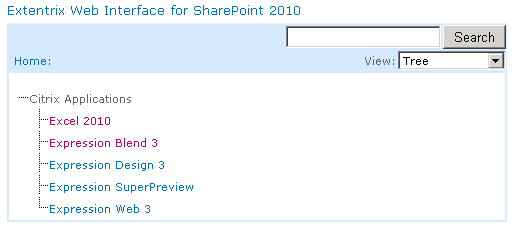 Extentrix Web Interface for SharePoint 2010
Search
Home: View: Tree
Citrix Applications
Excel 2010
Expression Blend 3
Expression Design 3
Expression SuperPreview
Expression Web 3